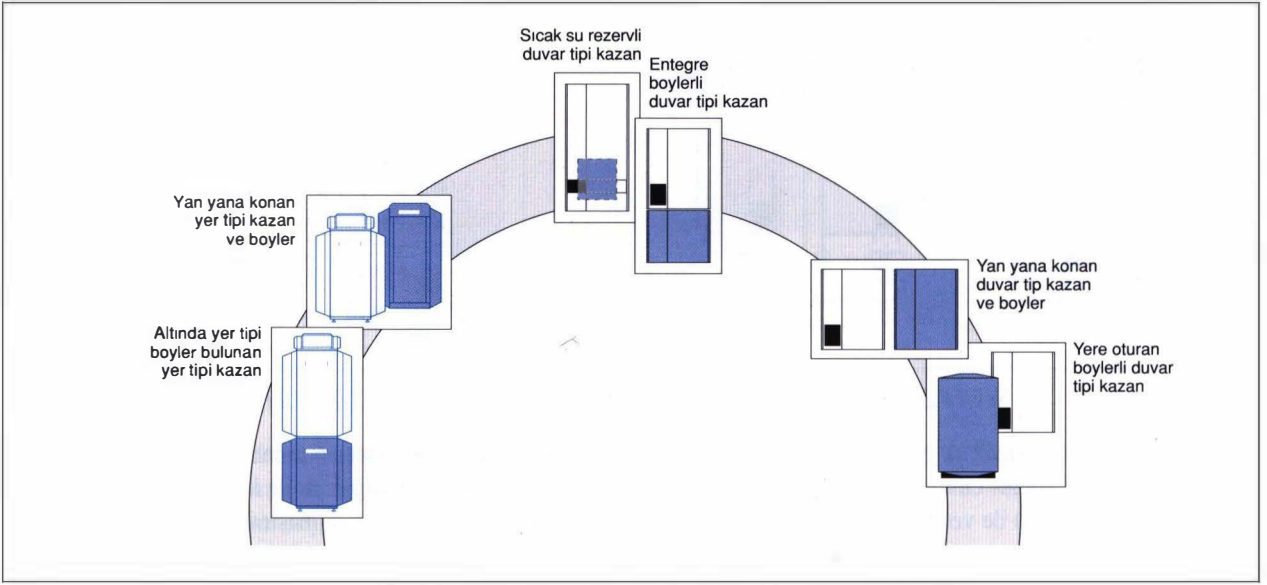 Sıcak su rezervli
duvar tipi kazan
Entegre
boylerli
duvar tipi kazan
Yan yana konan
yer tipi kazan
ve boyler
Yan yana konan
duvar tip kazan
ve boyler
Altında yer tipi
boyler bulunan
yer tipi kazan
Yere oturan
boylerli duvar
tipi kazan